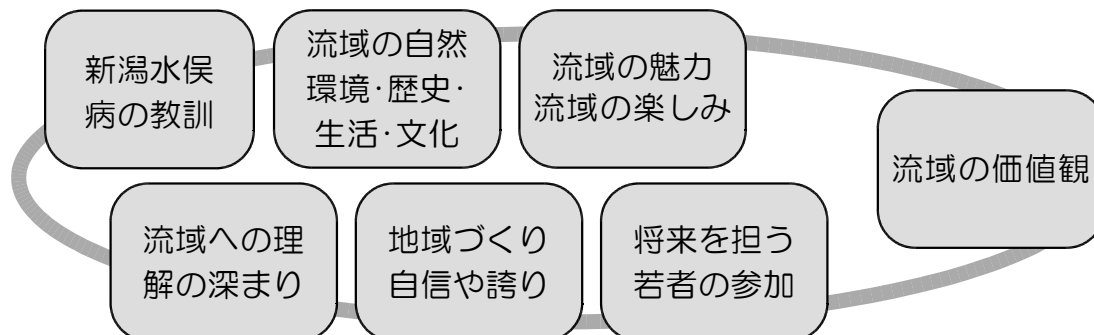 新潟水俣
病の教訓
流域の自然
環境･歴史･
生活･文化
流域の魅力
流域の楽しみ
流域の価値観
流域への理
解の深まり
地域づくり
自信や誇り
将来を担う
若者の参加